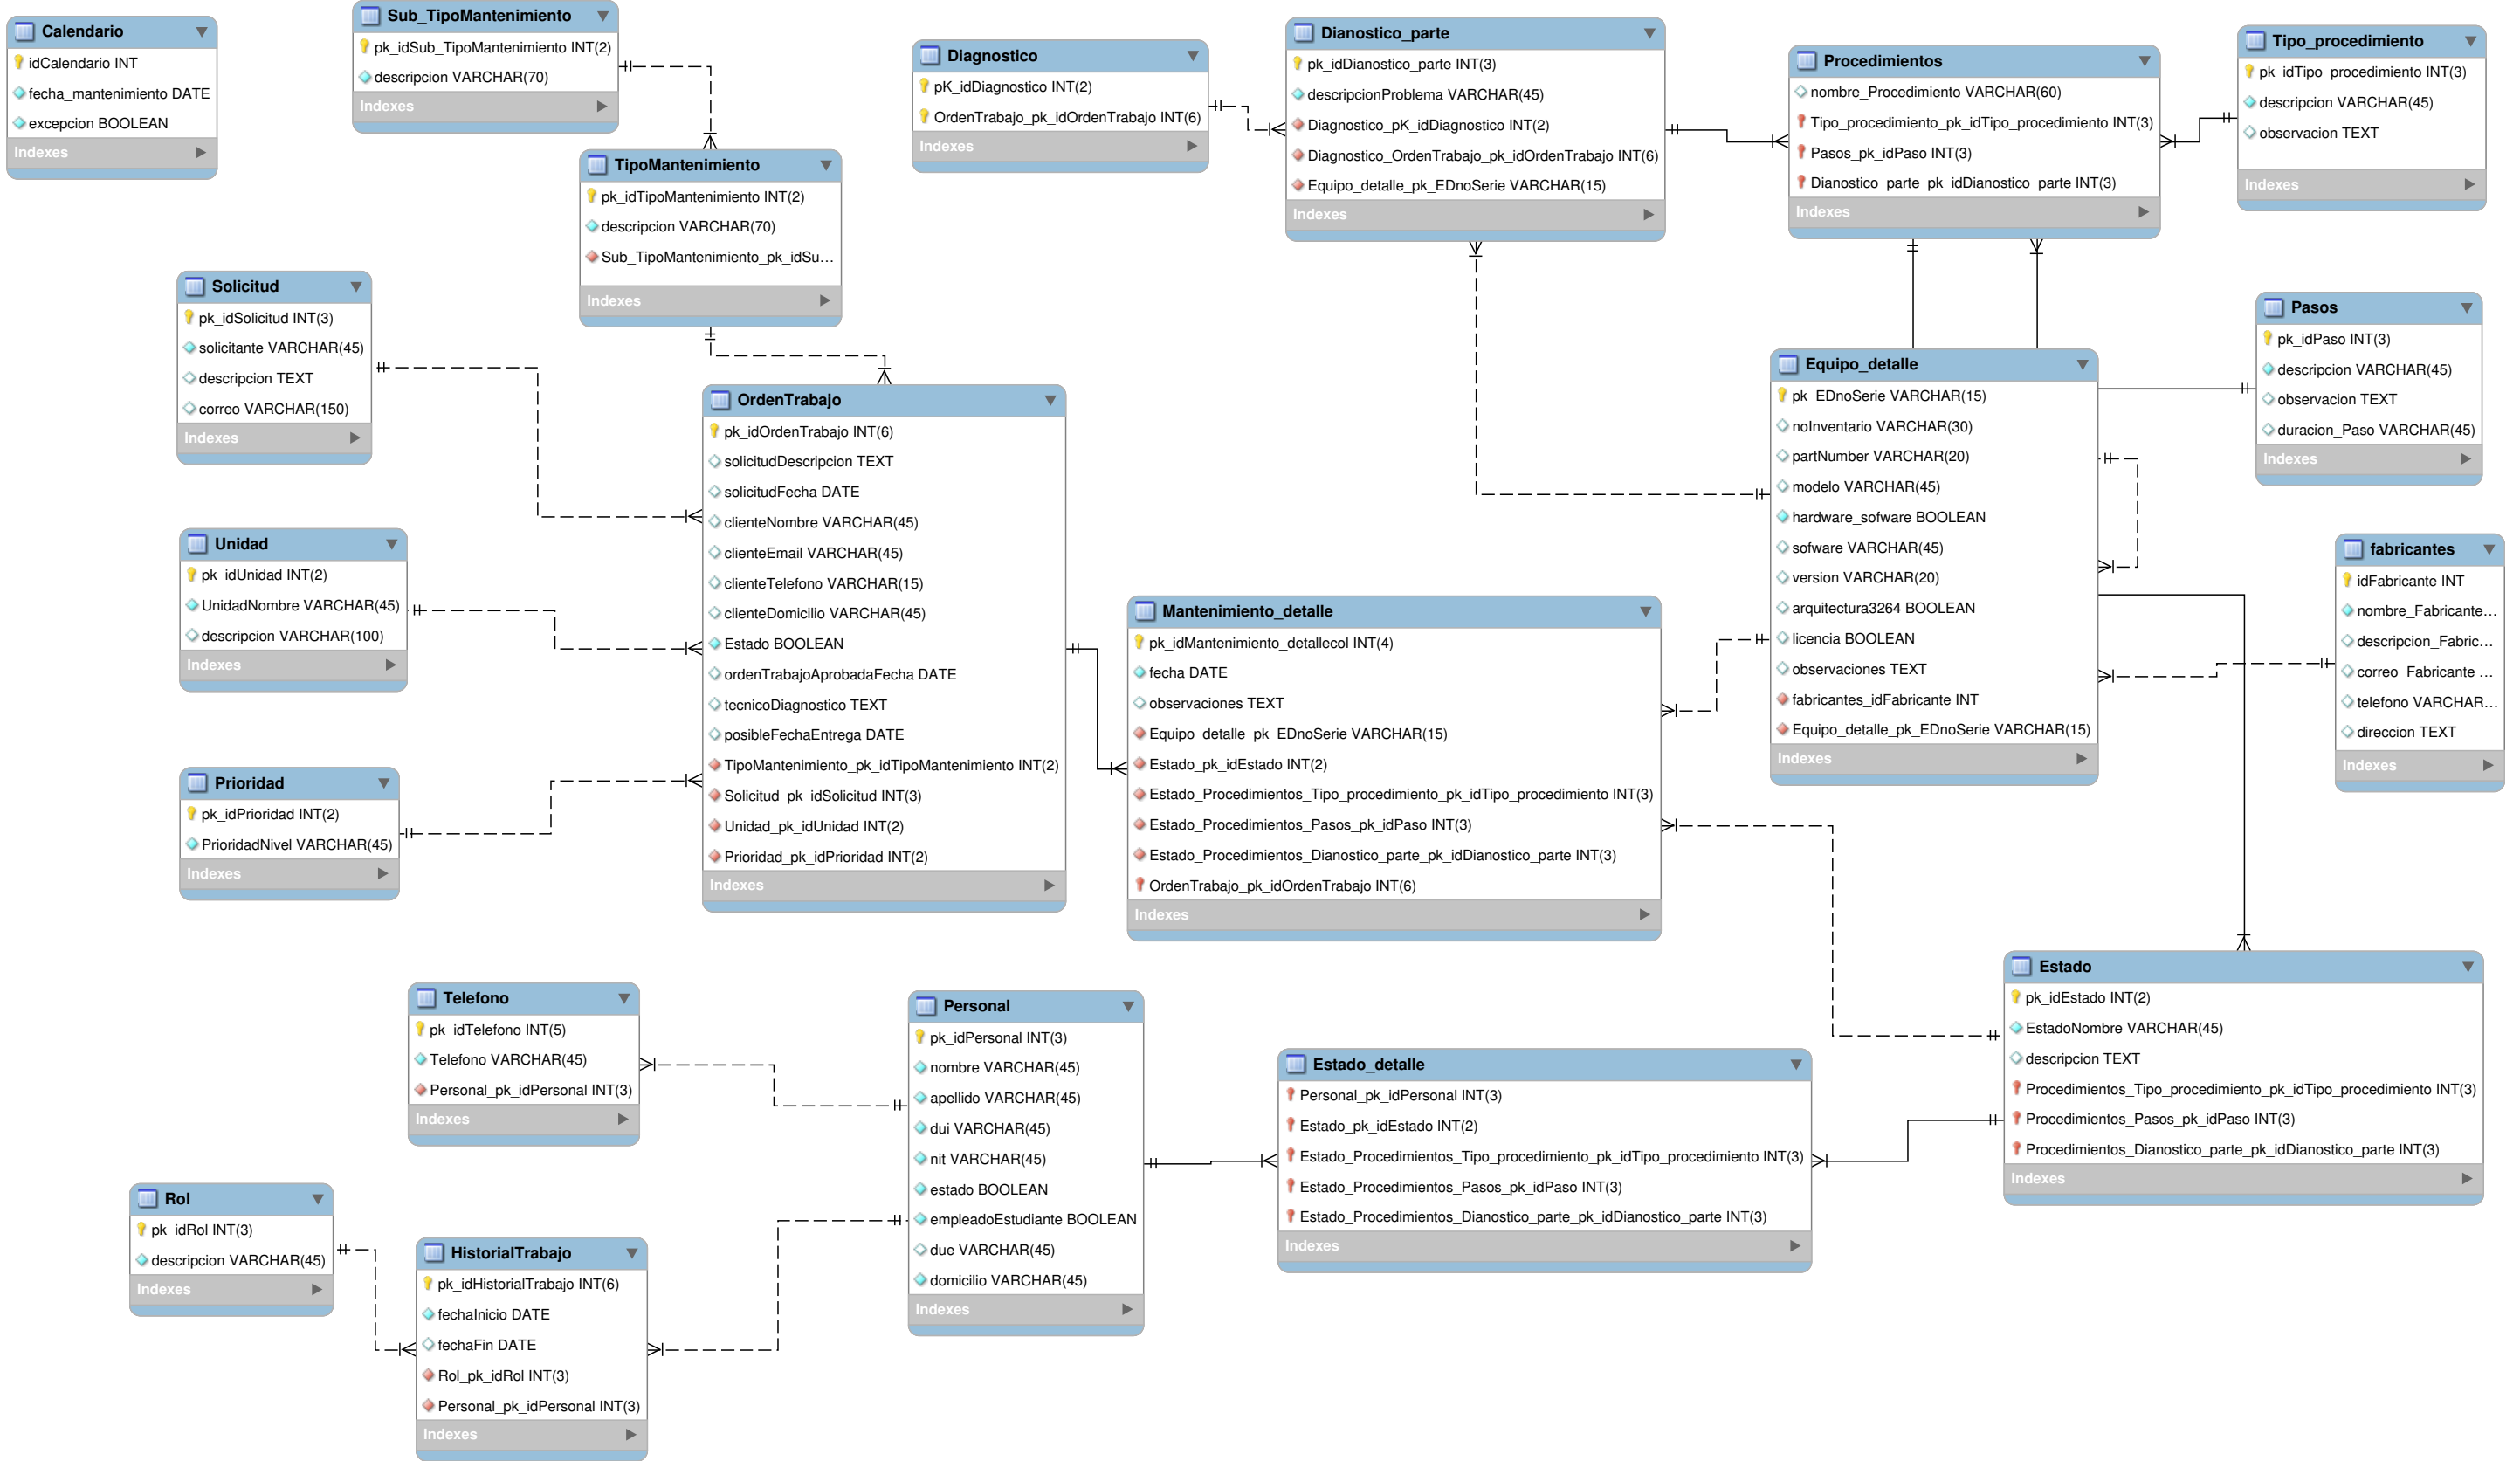 Calendario
idCalendario INT
fecha_mantenimiento DATE
excepcion BOOLEAN
Indexes
Sub_TipoMantenimiento
pk_idSub_TipoMantenimiento INT(2)
descripcion VARCHAR(70)
Indexes
TipoMantenimiento
pk_idTipoMantenimiento INT(2)
descripcion VARCHAR(70)
Sub_TipoMantenimiento_pk_idSu...
Indexes
Diagnostico
pK_idDiagnostico INT(2)
OrdenTrabajo_pk_idOrdenTrabajo INT(6)
Indexes
Dianostico_parte
pk_idDianostico_parte INT(3)
descripcionProblema VARCHAR(45)
Diagnostico_pK_idDiagnostico INT(2)
Diagnostico_OrdenTrabajo_pk_idOrdenTrabajo INT(6)
Equipo_detalle_pk_EDnoSerie VARCHAR(15)
Indexes
Procedimientos
nombre_Procedimiento VARCHAR(60)
Tipo_procedimiento_pk_idTipo_procedimiento INT(3)
Pasos_pk_idPaso INT(3)
Dianostico_parte_pk_idDianostico_parte INT(3)
Indexes
Tipo_procedimiento
pk_idTipo_procedimiento INT(3)
descripcion VARCHAR(45)
observacion TEXT
Indexes
Solicitud
pk_idSolicitud INT(3)
solicitante VARCHAR(45)
descripcion TEXT
correo VARCHAR(150)
Indexes
Unidad
pk_idUnidad INT(2)
UnidadNombre VARCHAR(45)
descripcion VARCHAR(100)
Indexes
Prioridad
pk_idPrioridad INT(2)
PrioridadNivel VARCHAR(45)
Indexes
OrdenTrabajo
pk_idOrdenTrabajo INT(6)
solicitudDescripcion TEXT
solicitudFecha DATE
clienteNombre VARCHAR(45)
clienteEmail VARCHAR(45)
clienteTelefono VARCHAR(15)
clienteDomicilio VARCHAR(45)
Estado BOOLEAN
ordenTrabajoAprobadaFecha DATE
tecnicoDiagnostico TEXT
posibleFechaEntrega DATE
TipoMantenimiento_pk_idTipoMantenimiento INT(2)
Solicitud_pk_idSolicitud INT(3)
Unidad_pk_idUnidad INT(2)
Prioridad_pk_idPrioridad INT(2)
Indexes
Mantenimiento_detalle
pk_idMantenimiento_detallecol INT(4)
fecha DATE
observaciones TEXT
Equipo_detalle_pk_EDnoSerie VARCHAR(15)
Estado_pk_idEstado INT(2)
Estado_Procedimientos_Tipo_procedimiento_pk_idTipo_procedimiento INT(3)
Estado_Procedimientos_Pasos_pk_idPaso INT(3)
Estado_Procedimientos_Dianostico_parte_pk_idDianostico_parte INT(3)
OrdenTrabajo_pk_idOrdenTrabajo INT(6)
Indexes
Equipo_detalle
pk_EDnoSerie VARCHAR(15)
noInventario VARCHAR(30)
partNumber VARCHAR(20)
modelo VARCHAR(45)
hardware_sofware BOOLEAN
sofware VARCHAR(45)
version VARCHAR(20)
arquitectura3264 BOOLEAN
licencia BOOLEAN
observaciones TEXT
fabricantes_idFabricante INT
Equipo_detalle_pk_EDnoSerie VARCHAR(15)
Indexes
Pasos
pk_idPaso INT(3)
descripcion VARCHAR(45)
observacion TEXT
duracion_Paso VARCHAR(45)
Indexes
fabricantes
idFabricante INT
nombre_Fabricante...
descripcion_Fabric...
correo_Fabricante ...
telefono VARCHAR...
direccion TEXT
Indexes
Telefono
pk_idTelefono INT(5)
Telefono VARCHAR(45)
Personal_pk_idPersonal INT(3)
Indexes
Rol
pk_idRol INT(3)
descripcion VARCHAR(45)
Indexes
HistorialTrabajo
pk_idHistorialTrabajo INT(6)
fechaInicio DATE
fechaFin DATE
Rol_pk_idRol INT(3)
Personal_pk_idPersonal INT(3)
Indexes
Personal
pk_idPersonal INT(3)
nombre VARCHAR(45)
apellido VARCHAR(45)
dui VARCHAR(45)
nit VARCHAR(45)
estado BOOLEAN
empleadoEstudiante BOOLEAN
due VARCHAR(45)
domicilio VARCHAR(45)
Indexes
Estado_detalle
Personal_pk_idPersonal INT(3)
Estado_pk_idEstado INT(2)
Estado_Procedimientos_Tipo_procedimiento_pk_idTipo_procedimiento INT(3)
Estado_Procedimientos_Pasos_pk_idPaso INT(3)
Estado_Procedimientos_Dianostico_parte_pk_idDianostico_parte INT(3)
Indexes
Estado
pk_idEstado INT(2)
EstadoNombre VARCHAR(45)
descripcion TEXT
Procedimientos_Tipo_procedimiento_pk_idTipo_procedimiento INT(3)
Procedimientos_Pasos_pk_idPaso INT(3)
Procedimientos_Dianostico_parte_pk_idDianostico_parte INT(3)
Indexes